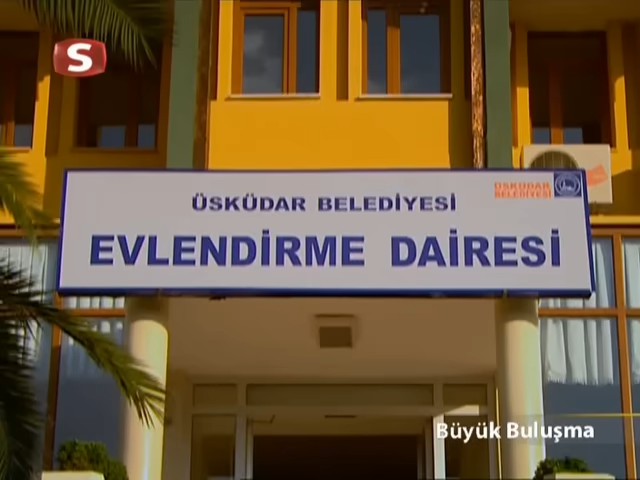 S
ÜSKÜDAR
BELEDİYESİ
ÜSKÜDAR BELEDİYESİ
EVLENDİRME DAİRESİ
Büyük Buluşma